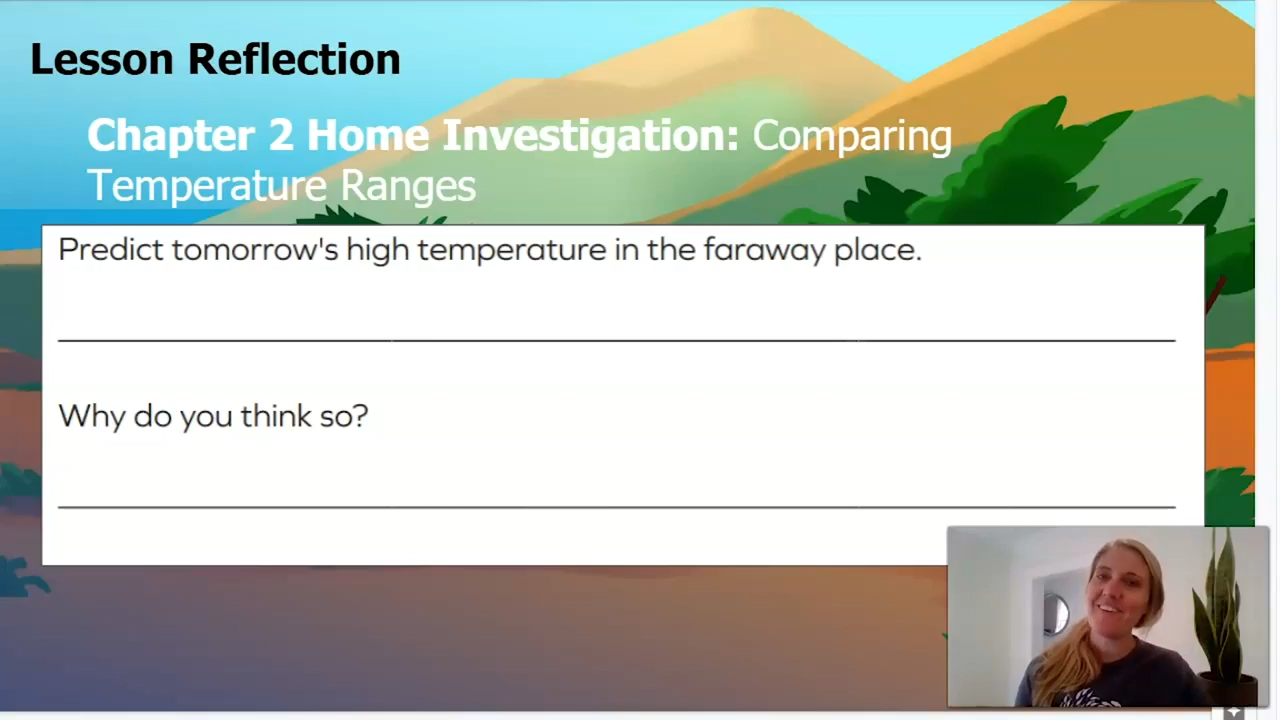 Lesson Reflection
Chapter 2 Home Investigation: Comparing
Temperature Ranges
Predict tomorrow's high temperature in the faraway place.
Why do you think so?